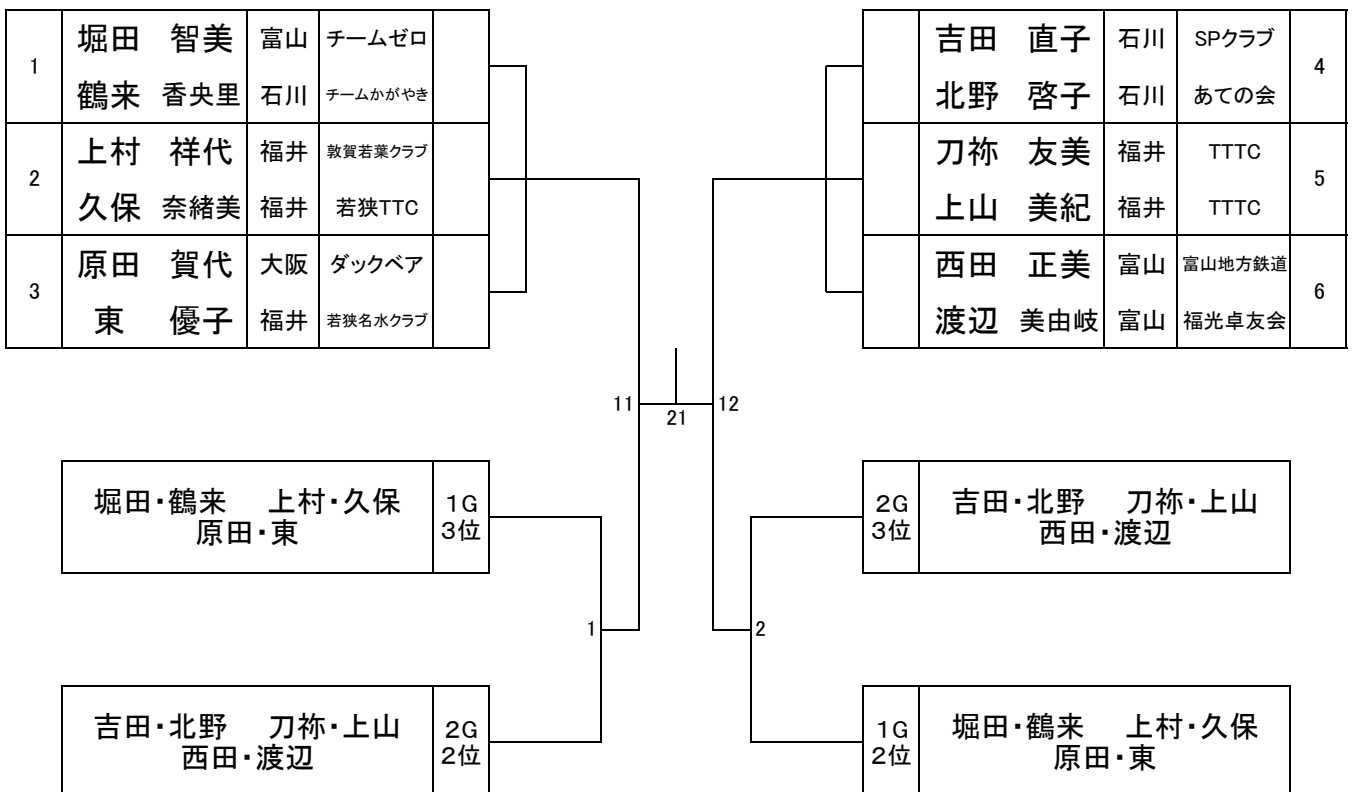 1
堀田 智美 富山 チームゼロ
鶴来 香央里 石川 チームかがやき
2
上村 祥代 福井 敦賀若葉クラブ
久保 奈緒美 福井 若狭TTC
3
原田 賀代 大阪 ダックベア
東 優子 福井 若狭名水クラブ
吉田 直子 石川 SPクラブ
北野 啓子 石川 あての会
4
刀祢 友美 福井 TTTC
上山 美紀 福井 TTTC
5
西田 正美 富山 富山地方鉄道
渡辺 美由岐 富山 福光卓友会
6
11
21
12
堀田・鶴来 上村・久保
原田・東
1G
3位
2G
3位
吉田・北野 刀祢・上山
西田・渡辺
1
2
吉田・北野 刀祢・上山
西田・渡辺
2G
2位
1G
2位
堀田・鶴来 上村・久保
原田・東